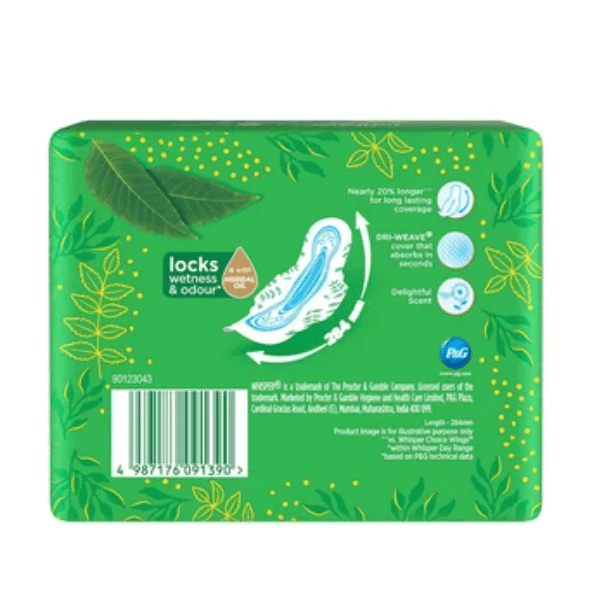 Nearly 20% longer^^
for long lasting
coverage
DRI-WEAVE®
cover that
absorbs in
seconds
Delightful
Scent
locks
wetness
& odour*
& with
HERBAL
OIL
284 mm
P&G
90123043
WHISPER® is a trademark of The Procter & Gamble Company. Licensed users of the
trademark. Marketed by Procter & Gamble Hygiene and Health Care Limited, P&G Plaza,
Cardinal Gracias Road, Andheri (E), Mumbai, Maharashtra, India 400 099.
Length - 284mm
Product image is for illustrative purpose only
^^vs. Whisper Choice Wings®
^within Whisper Day Range
*based on P&G technical data
4 987176 091390 >